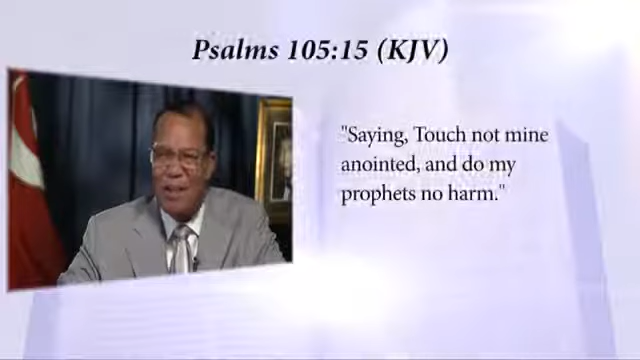 Psalms 105:15 (KJV)
"Saying, Touch not mine
anointed, and do my
prophets no harm."